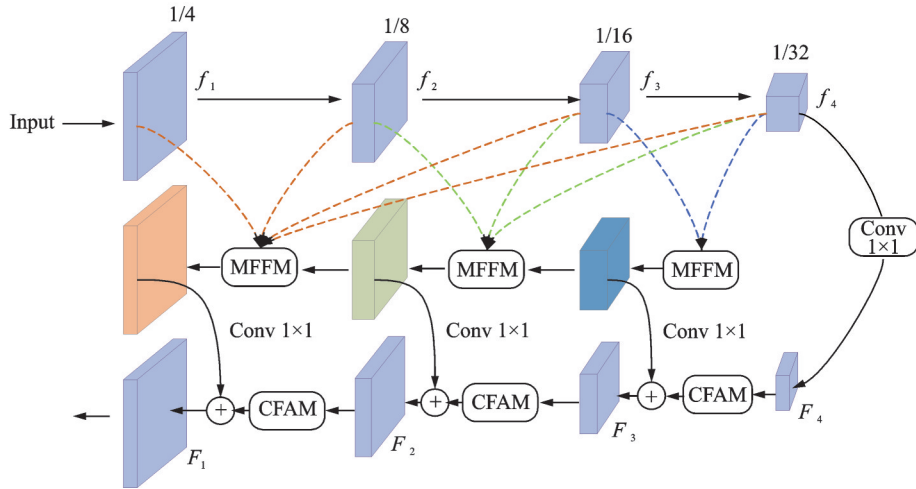 1/4
1/8
1/16
1/32
Input
f₁
f₂
f₃
f₄
MFFM
MFFM
MFFM
Conv
1×1
Conv 1×1
Conv 1×1
Conv 1×1
+
CFAM
+
CFAM
+
CFAM
F₁
F₂
F₃
F₄